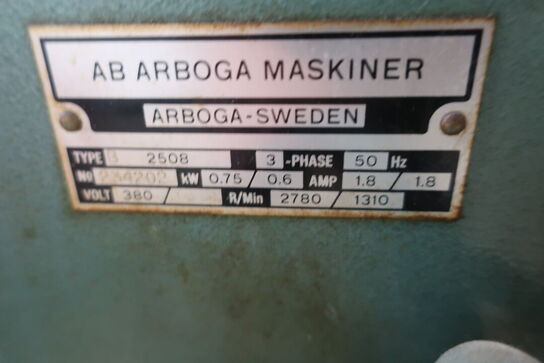 AB ARBOGA MASKINER
ARBOGA-SWEDEN
TYPE 2508 3 -PHASE 50 Hz
No 234202 kW 0.75 / 0.6 AMP 1.8 / 1.8
VOLT 380 / R/Min 2780 / 1310